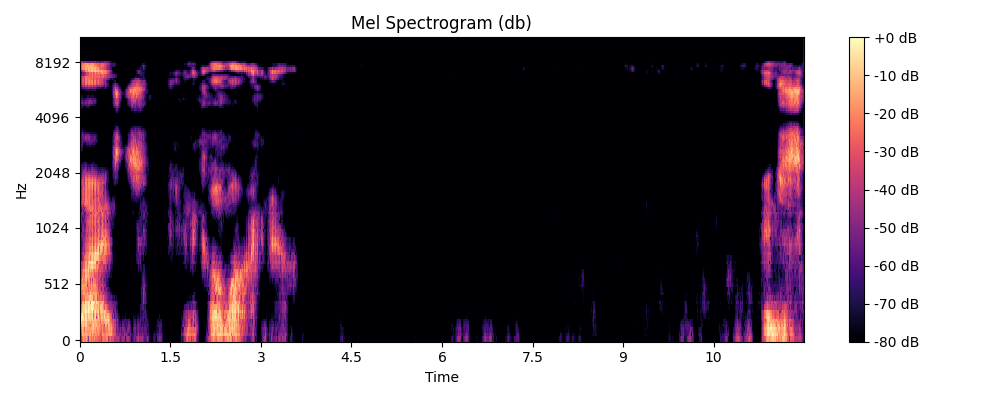 Mel Spectrogram (db)
8192
4096
2048
1024
512
0
Hz
0 1.5 3 4.5 6 7.5 9 10
Time
+0 dB
-10 dB
-20 dB
-30 dB
-40 dB
-50 dB
-60 dB
-70 dB
-80 dB